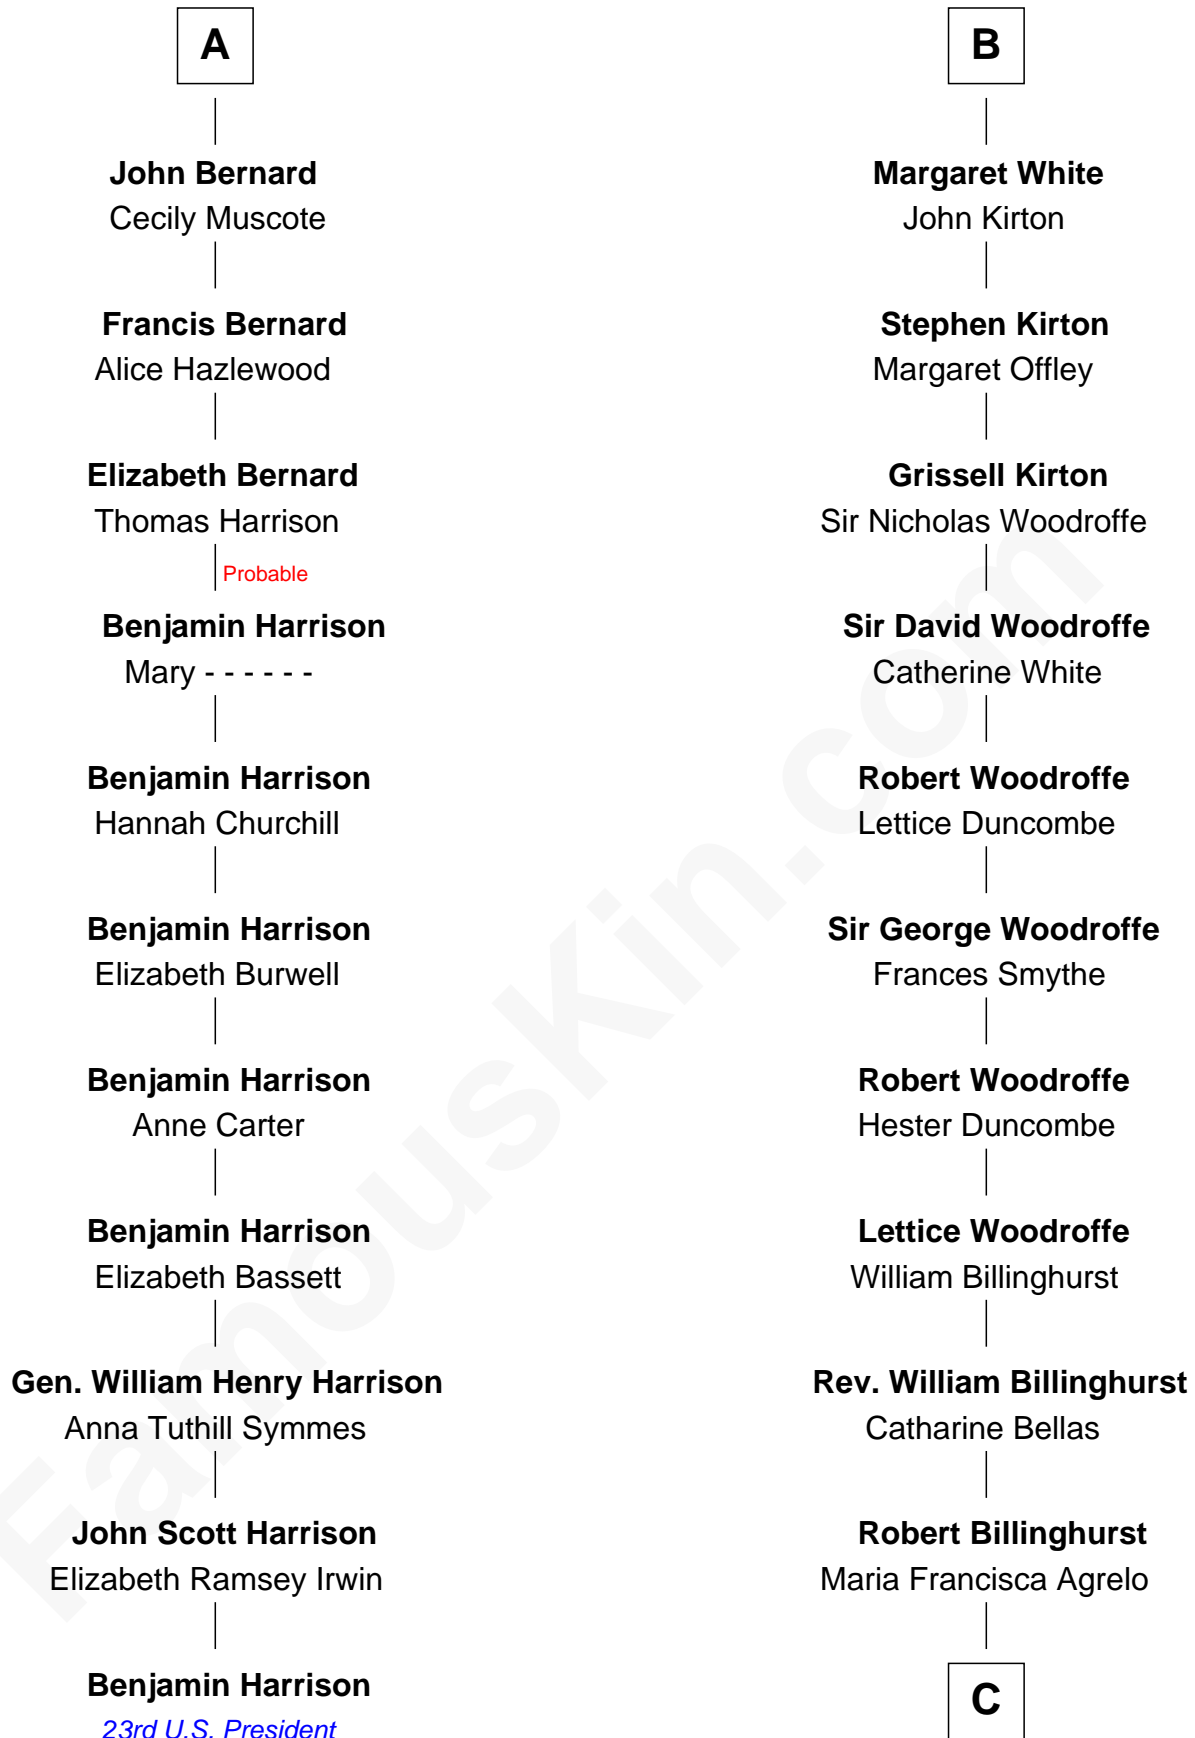 A
John Bernard
Cecily Muscote
Francis Bernard
Alice Hazlewood
Elizabeth Bernard
Thomas Harrison
Probable
Benjamin Harrison
Mary - - - - - -
Benjamin Harrison
Hannah Churchill
Benjamin Harrison
Elizabeth Burwell
Benjamin Harrison
Anne Carter
Benjamin Harrison
Elizabeth Bassett
Gen. William Henry Harrison
Anna Tuthill Symmes
John Scott Harrison
Elizabeth Ramsey Irwin
Benjamin Harrison
23rd U.S. President
B
Margaret White
John Kirton
Stephen Kirton
Margaret Offley
Grissell Kirton
Sir Nicholas Woodroffe
Sir David Woodroffe
Catherine White
Robert Woodroffe
Lettice Duncombe
Sir George Woodroffe
Frances Smythe
Robert Woodroffe
Hester Duncombe
Lettice Woodroffe
William Billinghurst
Rev. William Billinghurst
Catharine Bellas
Robert Billinghurst
Maria Francisca Agrelo
C
FamousKin.com